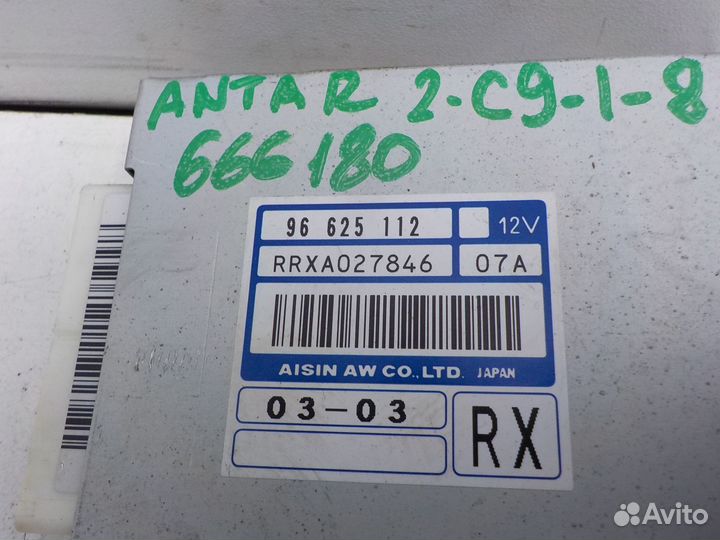 ANTAR 2-C9-1-8
666180
96 625 112 12V
RRXA027846 07A
AISIN AW CO.,LTD. JAPAN
03-03
RX
Avito